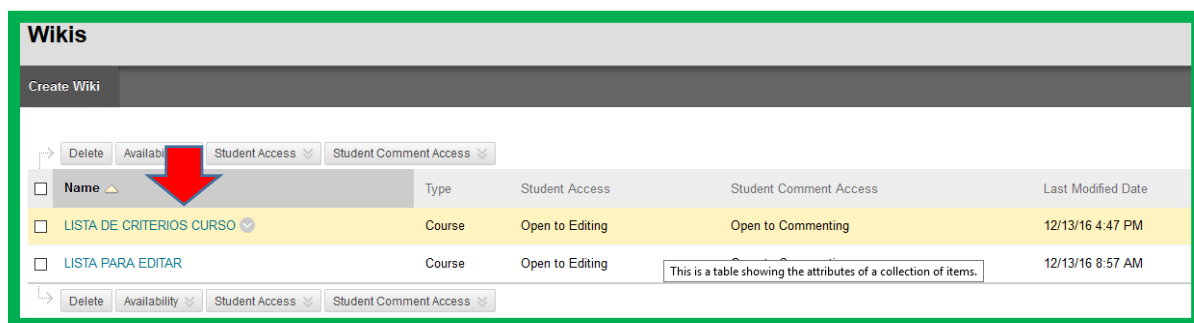 Wikis
Create Wiki
Delete Student Access Student Comment Access
Name Type Student Access Student Comment Access Last Modified Date
LISTA DE CRITERIOS CURSO Course Open to Editing Open to Commenting 12/13/16 4:47 PM
LISTA PARA EDITAR Course Open to Editing 12/13/16 8:57 AM
This is a table showing the attributes of a collection of items.
Delete Availability Student Access Student Comment Access